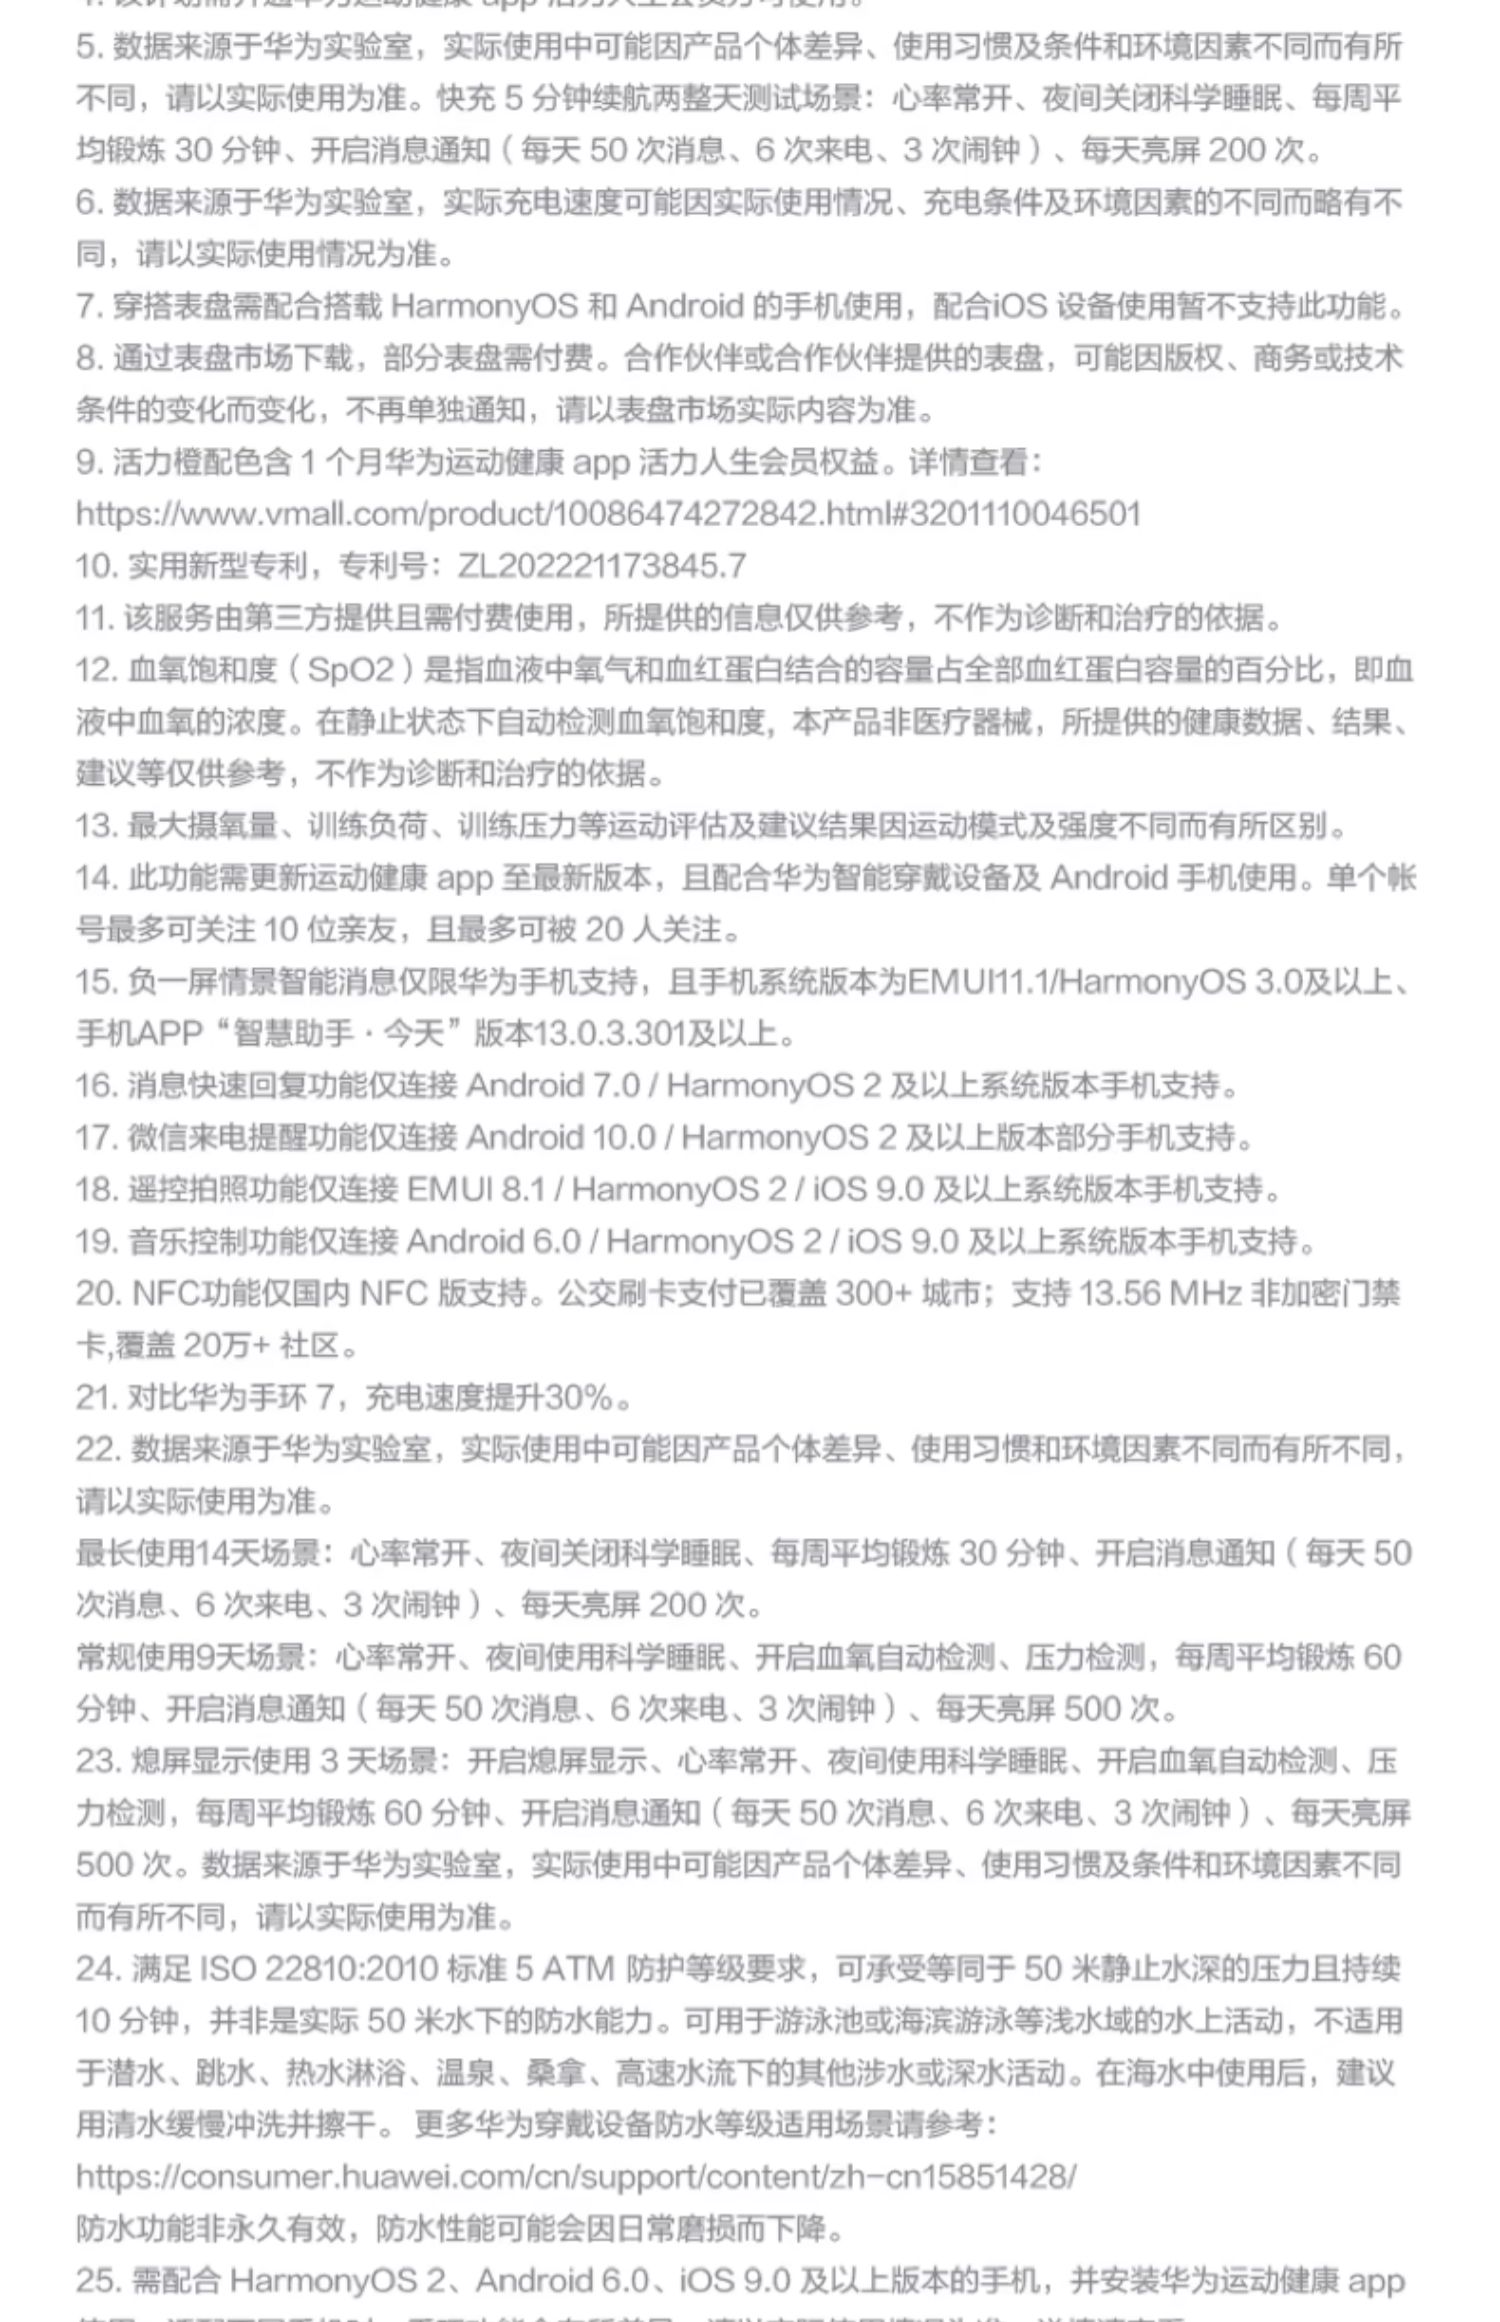 5. 数据来源于华为实验室，实际使用中可能因产品个体差异、使用习惯及条件和环境因素不同而有所
不同，请以实际使用为准。快充 5 分钟续航两整天测试场景：心率常开、夜间关闭科学睡眠、每周平
均锻炼 30 分钟、开启消息通知（每天 50 次消息、6 次来电、3 次闹钟）、每天亮屏 200 次。
6. 数据来源于华为实验室，实际充电速度可能因实际使用情况、充电条件及环境因素的不同而略有不
同，请以实际使用情况为准。
7. 穿搭表盘需配合搭载 HarmonyOS 和 Android 的手机使用，配合iOS 设备使用暂不支持此功能。
8. 通过表盘市场下载，部分表盘需付费。合作伙伴或合作伙伴提供的表盘，可能因版权、商务或技术
条件的变化而变化，不再单独通知，请以表盘市场实际内容为准。
9. 活力橙配色含 1 个月华为运动健康 app 活力人生会员权益。详情查看：
https://www.vmall.com/product/10086474272842.html#3201110046501
10. 实用新型专利，专利号：ZL202221173845.7
11. 该服务由第三方提供且需付费使用，所提供的信息仅供参考，不作为诊断和治疗的依据。
12. 血氧饱和度（SpO2）是指血液中氧气和血红蛋白结合的容量占全部血红蛋白容量的百分比，即血
液中血氧的浓度。在静止状态下自动检测血氧饱和度, 本产品非医疗器械，所提供的健康数据、结果、
建议等仅供参考，不作为诊断和治疗的依据。
13. 最大摄氧量、训练负荷、训练压力等运动评估及建议结果因运动模式及强度不同而有所区别。
14. 此功能需更新运动健康 app 至最新版本，且配合华为智能穿戴设备及 Android 手机使用。单个帐
号最多可关注 10 位亲友，且最多可被 20 人关注。
15. 负一屏情景智能消息仅限华为手机支持，且手机系统版本为EMUI11.1/HarmonyOS 3.0及以上、
手机APP“智慧助手 · 今天”版本13.0.3.301及以上。
16. 消息快速回复功能仅连接 Android 7.0 / HarmonyOS 2 及以上系统版本手机支持。
17. 微信来电提醒功能仅连接 Android 10.0 / HarmonyOS 2 及以上版本部分手机支持。
18. 遥控拍照功能仅连接 EMUI 8.1 / HarmonyOS 2 / iOS 9.0 及以上系统版本手机支持。
19. 音乐控制功能仅连接 Android 6.0 / HarmonyOS 2 / iOS 9.0 及以上系统版本手机支持。
20. NFC功能仅国内 NFC 版支持。公交刷卡支付已覆盖 300+ 城市；支持 13.56 MHz 非加密门禁
卡,覆盖 20万+ 社区。
21. 对比华为手环 7，充电速度提升30%。
22. 数据来源于华为实验室，实际使用中可能因产品个体差异、使用习惯和环境因素不同而有所不同，
请以实际使用为准。
最长使用14天场景：心率常开、夜间关闭科学睡眠、每周平均锻炼 30 分钟、开启消息通知（每天 50
次消息、6 次来电、3 次闹钟）、每天亮屏 200 次。
常规使用9天场景：心率常开、夜间使用科学睡眠、开启血氧自动检测、压力检测，每周平均锻炼 60
分钟、开启消息通知（每天 50 次消息、6 次来电、3 次闹钟）、每天亮屏 500 次。
23. 熄屏显示使用 3 天场景：开启熄屏显示、心率常开、夜间使用科学睡眠、开启血氧自动检测、压
力检测，每周平均锻炼 60 分钟、开启消息通知（每天 50 次消息、6 次来电、3 次闹钟）、每天亮屏
500 次。数据来源于华为实验室，实际使用中可能因产品个体差异、使用习惯及条件和环境因素不同
而有所不同，请以实际使用为准。
24. 满足 ISO 22810:2010 标准 5 ATM 防护等级要求，可承受等同于 50 米静止水深的压力且持续
10 分钟，并非是实际 50 米水下的防水能力。可用于游泳池或海滨游泳等浅水域的水上活动，不适用
于潜水、跳水、热水淋浴、温泉、桑拿、高速水流下的其他涉水或深水活动。在海水中使用后，建议
用清水缓慢冲洗并擦干。 更多华为穿戴设备防水等级适用场景请参考：
https://consumer.huawei.com/cn/support/content/zh-cn15851428/
防水功能非永久有效，防水性能可能会因日常磨损而下降。
25. 需配合 HarmonyOS 2、Android 6.0、iOS 9.0 及以上版本的手机，并安装华为运动健康 app